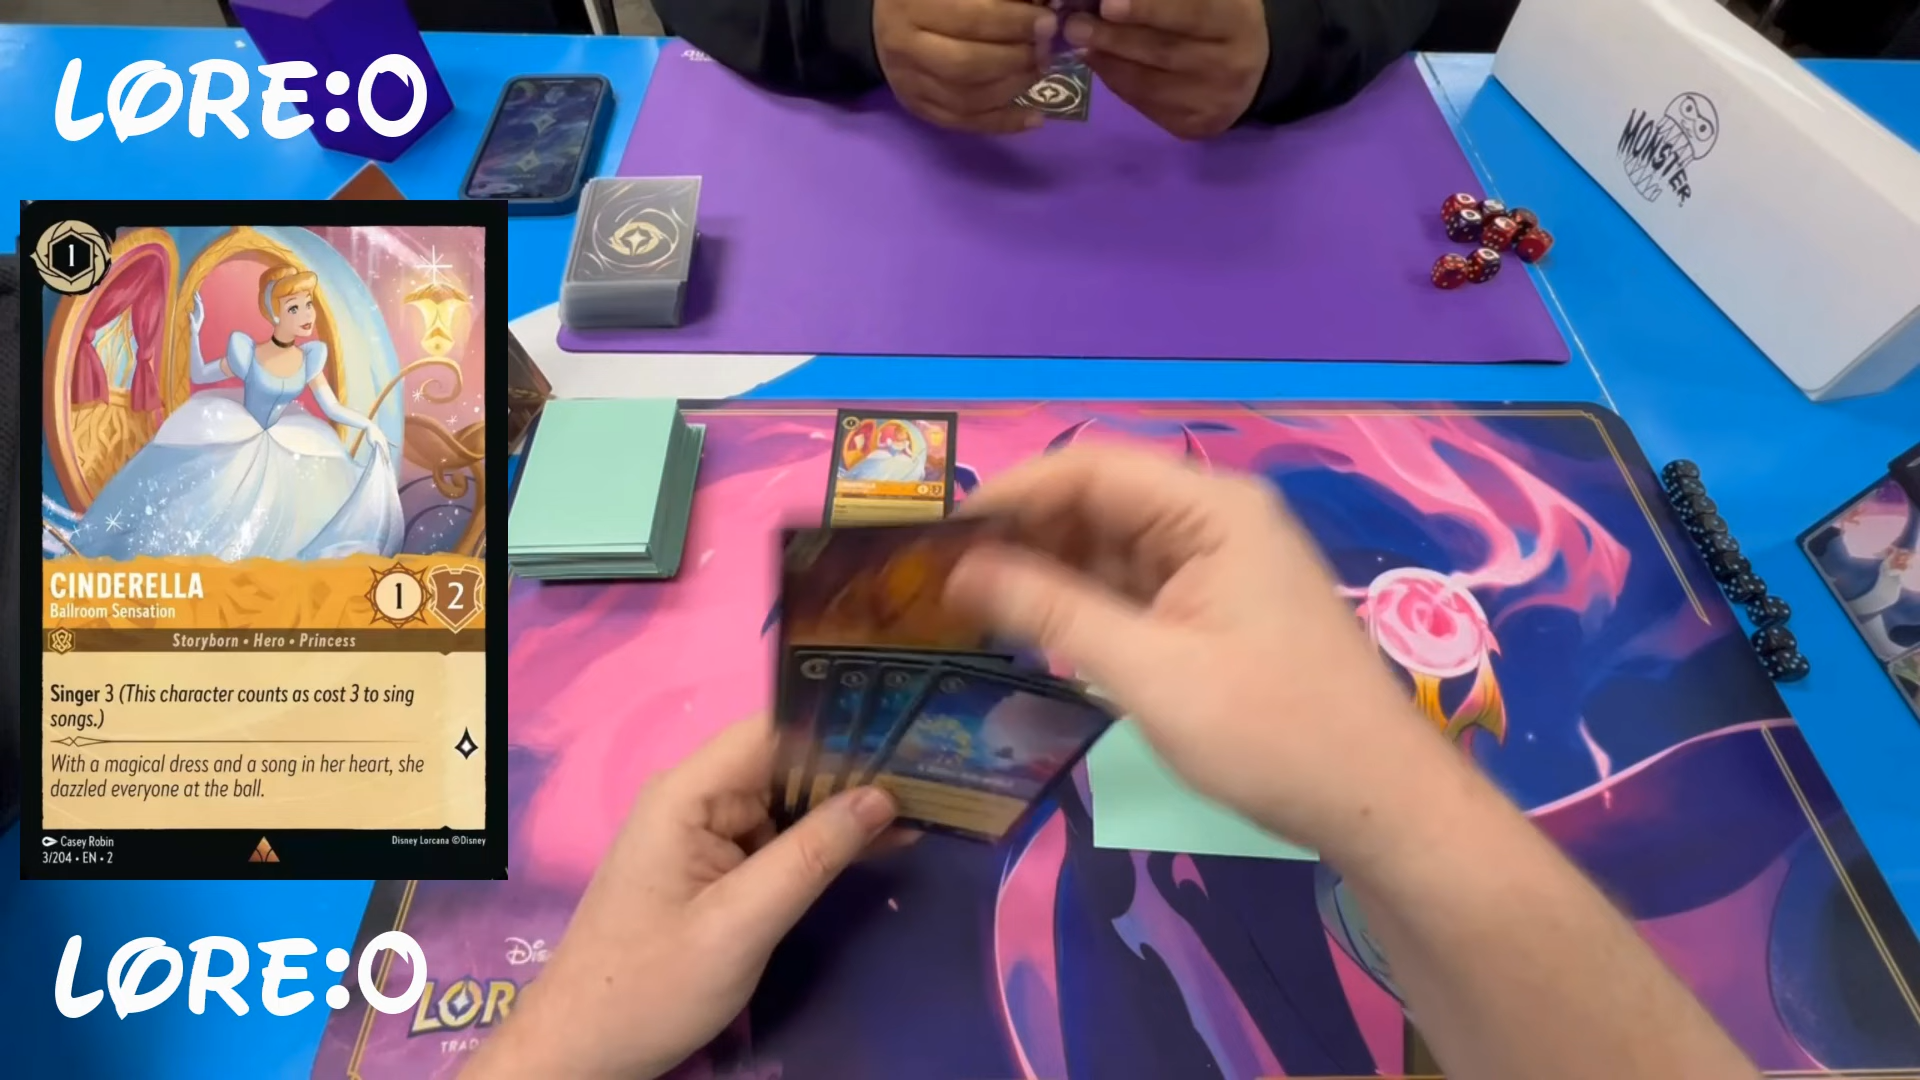 LORE:0
MONSTER
1
CINDERELLA
Ballroom Sensation
1 2
Storyborn • Hero • Princess
Singer 3 (This character counts as cost 3 to sing
songs.)
With a magical dress and a song in her heart, she
dazzled everyone at the ball.
Casey Robin
Disney Lorcana ©Disney
3/204 • EN • 2
LORE:0